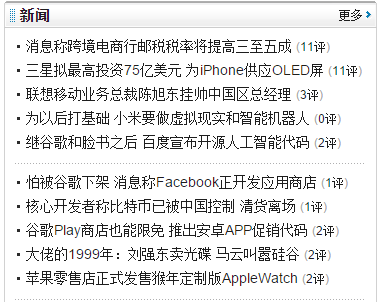 新闻
更多
消息称跨境电商行邮税税率将提高三至五成 (11评)
三星拟最高投资75亿美元 为iPhone供应OLED屏 (11评)
联想移动业务总裁陈旭东挂帅中国区总经理 (3评)
为以后打基础 小米要做虚拟现实和智能机器人 (0评)
继谷歌和脸书之后 百度宣布开源人工智能代码 (2评)
怕被谷歌下架 消息称Facebook正开发应用商店 (1评)
核心开发者称比特币已被中国控制 清货离场 (1评)
谷歌Play商店也能限免 推出安卓APP促销代码 (2评)
大佬的1999年：刘强东卖光碟 马云叫嚣硅谷 (2评)
苹果零售店正式发售猴年定制版AppleWatch (2评)